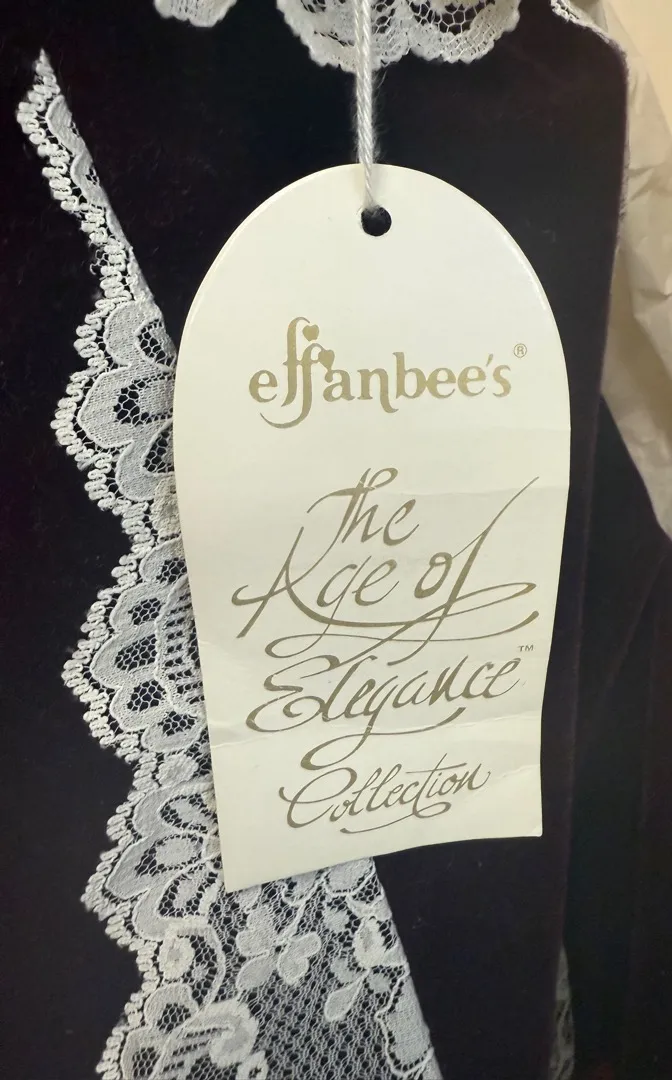 effanbee's®
The
Age of
Elegance™
Collection